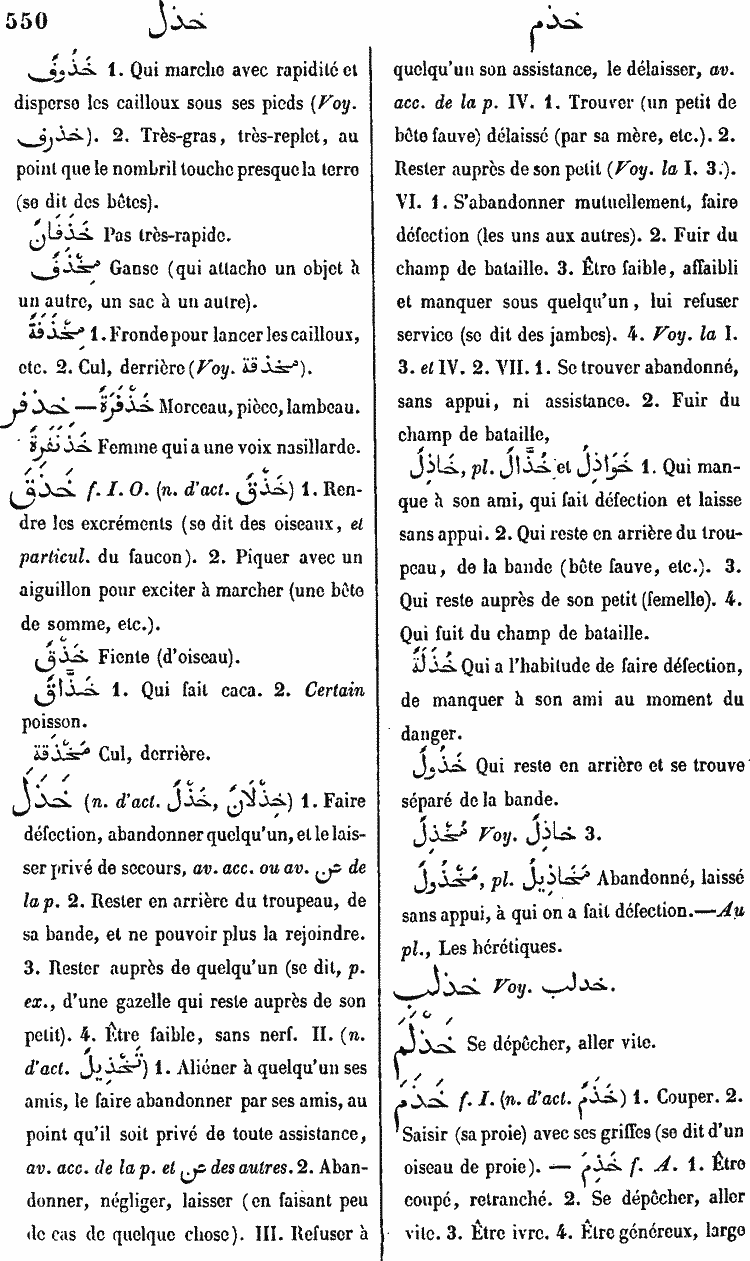 550
خذل
خذم
خَذُوفٌ 1. Qui marche avec rapidité et
disperse les cailloux sous ses pieds (Voy.
خذرف). 2. Très-gras, très-replet, au
point que le nombril touche presque la terre
(se dit des bêtes).
خَذَفَانٌ Pas très-rapide.
مِخْذَفٌ Ganse (qui attache un objet à
un autre, un sac à un autre).
مِخْذَفَةٌ 1. Fronde pour lancer les cailloux,
etc. 2. Cul, derrière (Voy. مخذقة).
خذفر — خَذْفَرَةٌ Morceau, pièce, lambeau.
خَذَنْفَرَةٌ Femme qui a une voix nasillarde.
خَذَقَ f. I. O. (n. d'act. خَذْقٌ) 1. Ren-
dre les excréments (se dit des oiseaux, et
particul. du faucon). 2. Piquer avec un
aiguillon pour exciter à marcher (une bête
de somme, etc.).
خَذْقٌ Fiente (d'oiseau).
خَذَّاقٌ 1. Qui fait caca. 2. Certain
poisson.
مِخْذَقَةٌ Cul, derrière.
خَذَلَ (n. d'act. خَذْلٌ, خِذْلَانٌ) 1. Faire
défection, abandonner quelqu'un, et le lais-
ser privé de secours, av. acc. ou av. عن de
la p. 2. Rester en arrière du troupeau, de
sa bande, et ne pouvoir plus la rejoindre.
3. Rester auprès de quelqu'un (se dit, p.
ex., d'une gazelle qui reste auprès de son
petit). 4. Être faible, sans nerf. II. (n.
d'act. تَخْذِيلٌ) 1. Aliéner à quelqu'un ses
amis, le faire abandonner par ses amis, au
point qu'il soit privé de toute assistance,
av. acc. de la p. et عن des autres. 2. Aban-
donner, négliger, laisser (en faisant peu
de cas de quelque chose). III. Refuser à
quelqu'un son assistance, le délaisser, av.
acc. de la p. IV. 1. Trouver (un petit de
bête fauve) délaissé (par sa mère, etc.). 2.
Rester auprès de son petit (Voy. la I. 3.).
VI. 1. S'abandonner mutuellement, faire
défection (les uns aux autres). 2. Fuir du
champ de bataille. 3. Être faible, affaibli
et manquer sous quelqu'un, lui refuser
service (se dit des jambes). 4. Voy. la I.
3. et IV. 2. VII. 1. Se trouver abandonné,
sans appui, ni assistance. 2. Fuir du
champ de bataille,
خَاذِلٌ, pl. خُذَّالٌ et خَوَاذِلُ 1. Qui man-
que à son ami, qui fait défection et laisse
sans appui. 2. Qui reste en arrière du trou-
peau, de la bande (bête fauve, etc.). 3.
Qui reste auprès de son petit (femelle). 4.
Qui fuit du champ de bataille.
خُذَلَةٌ Qui a l'habitude de faire défection,
de manquer à son ami au moment du
danger.
خَذُولٌ Qui reste en arrière et se trouve
séparé de la bande.
مُخْذِلٌ Voy. خَاذِلٌ 3.
مَخْذُولٌ, pl. مَخَاذِيلُ Abandonné, laissé
sans appui, à qui on a fait défection.—Au
pl., Les hérétiques.
خذلب Voy. خدلب.
خَذْلَمَ Se dépêcher, aller vite.
خَذَمَ f. I. (n. d'act. خَذْمٌ) 1. Couper. 2.
Saisir (sa proie) avec ses griffes (se dit d'un
oiseau de proie). — خَذِمَ f. A. 1. Être
coupé, retranché. 2. Se dépêcher, aller
vite. 3. Être ivre. 4. Être généreux, large